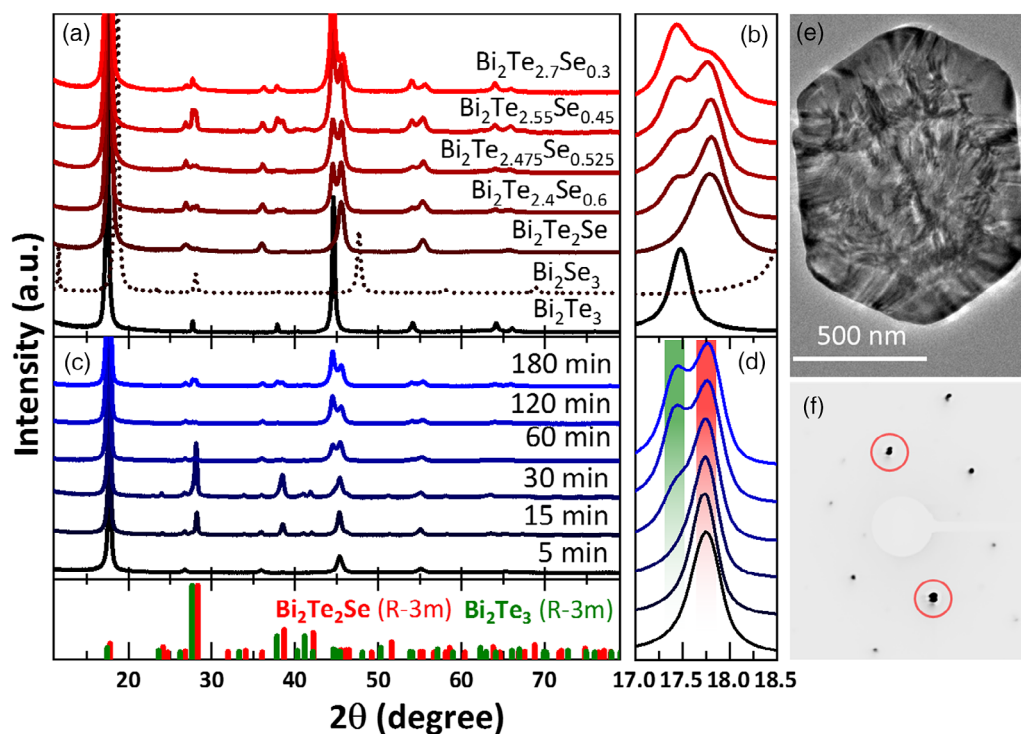 (a)
Bi2Te2.7Se0.3
Bi2Te2.55Se0.45
Bi2Te2.475Se0.525
Bi2Te2.4Se0.6
Bi2Te2Se
Bi2Se3
Bi2Te3
(b)
(c)
180 min
120 min
60 min
30 min
15 min
5 min
(d)
Bi2Te2Se (R-3m) Bi2Te3 (R-3m)
Intensity (a.u.)
20 30 40 50 60 70
17.0 17.5 18.0 18.5
2θ (degree)
(e)
500 nm
(f)